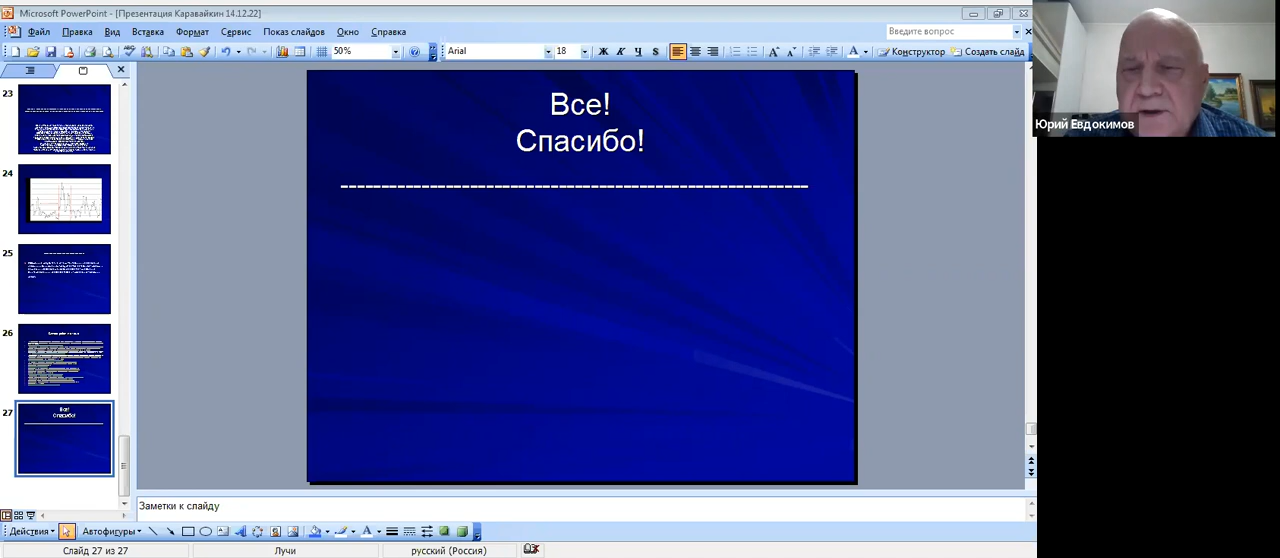 Microsoft PowerPoint - [Презентация Каравайкин 14.12.22]
Файл Правка Вид Вставка Формат Сервис Показ слайдов Окно Справка
Введите вопрос
50%
Arial 18 Ж К Ч S
Конструктор Создать слайд
23
24
25
26
27
Все!
Спасибо!
Все!
Спасибо!
Юрий Евдокимов
Заметки к слайду
Действия Автофигуры
Слайд 27 из 27 Лучи русский (Россия)